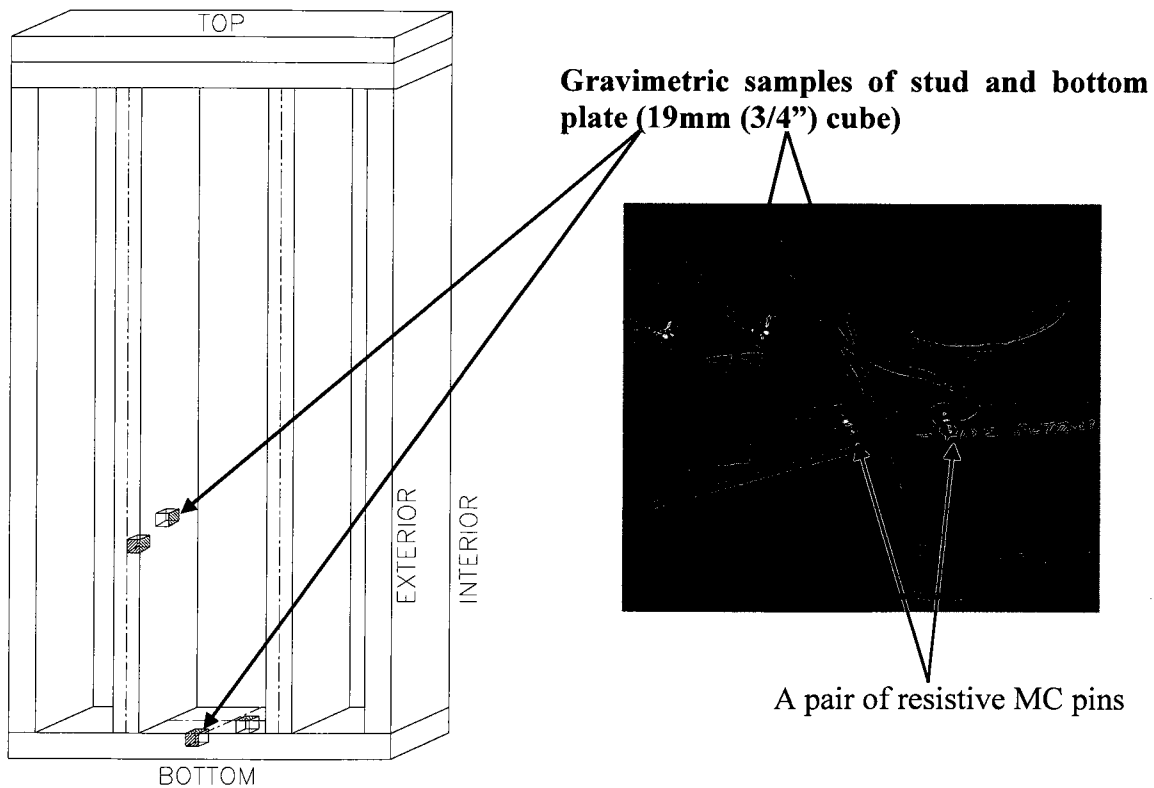 TOP
Gravimetric samples of stud and bottom
plate (19mm (3/4”) cube)
EXTERIOR
INTERIOR
A pair of resistive MC pins
BOTTOM